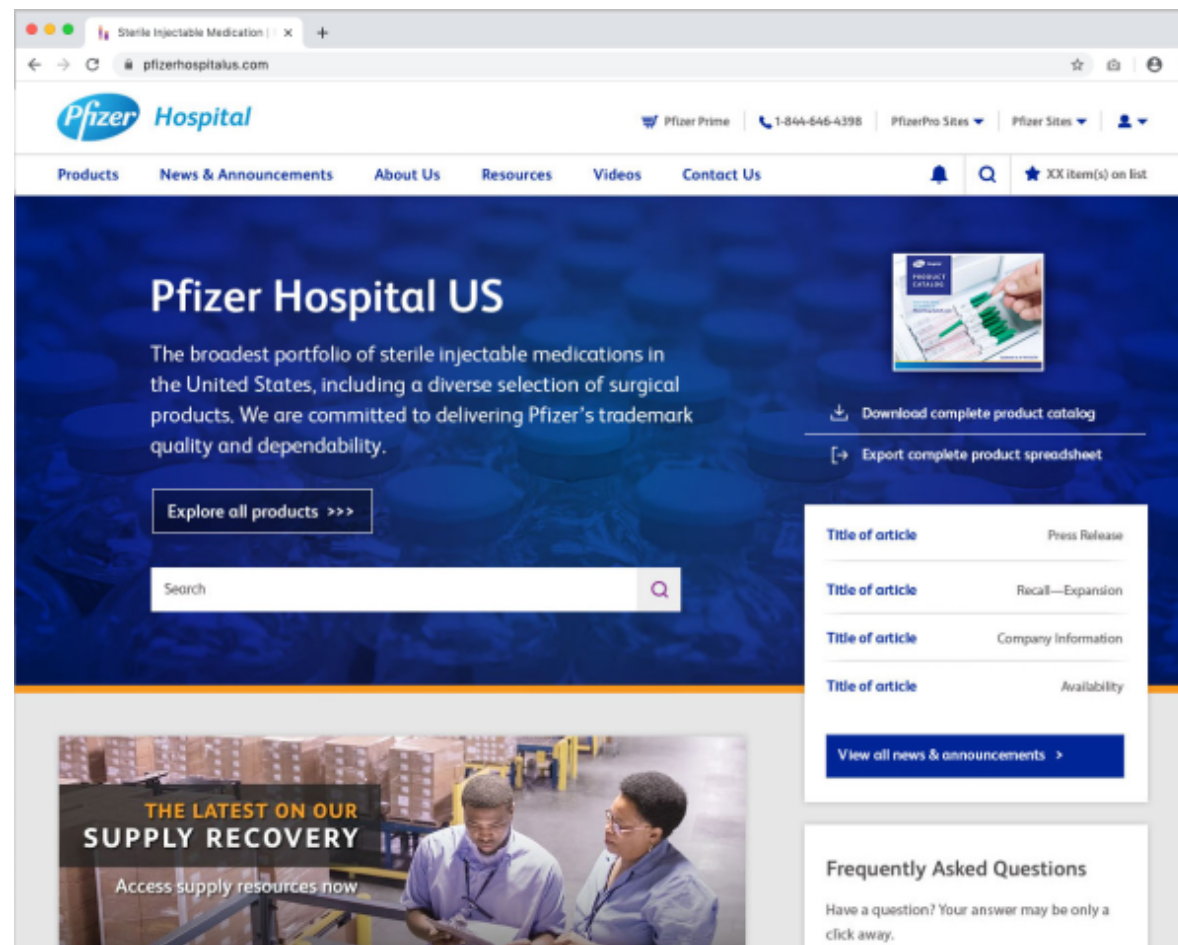 Sterile Injectable Medication |
pfizerhospitalus.com
Pfizer Hospital
Pfizer Prime
1-844-646-4398
PfizerPro Sites
Pfizer Sites
Products
News & Announcements
About Us
Resources
Videos
Contact Us
XX item(s) on list
Pfizer Hospital US
The broadest portfolio of sterile injectable medications in
the United States, including a diverse selection of surgical
products. We are committed to delivering Pfizer's trademark
quality and dependability.
Explore all products >>>
Search
PRODUCT
CATALOG
Download complete product catalog
Export complete product spreadsheet
Title of article Press Release
Title of article Recall—Expansion
Title of article Company Information
Title of article Availability
View all news & announcements >
THE LATEST ON OUR
SUPPLY RECOVERY
Access supply resources now
Frequently Asked Questions
Have a question? Your answer may be only a
click away.